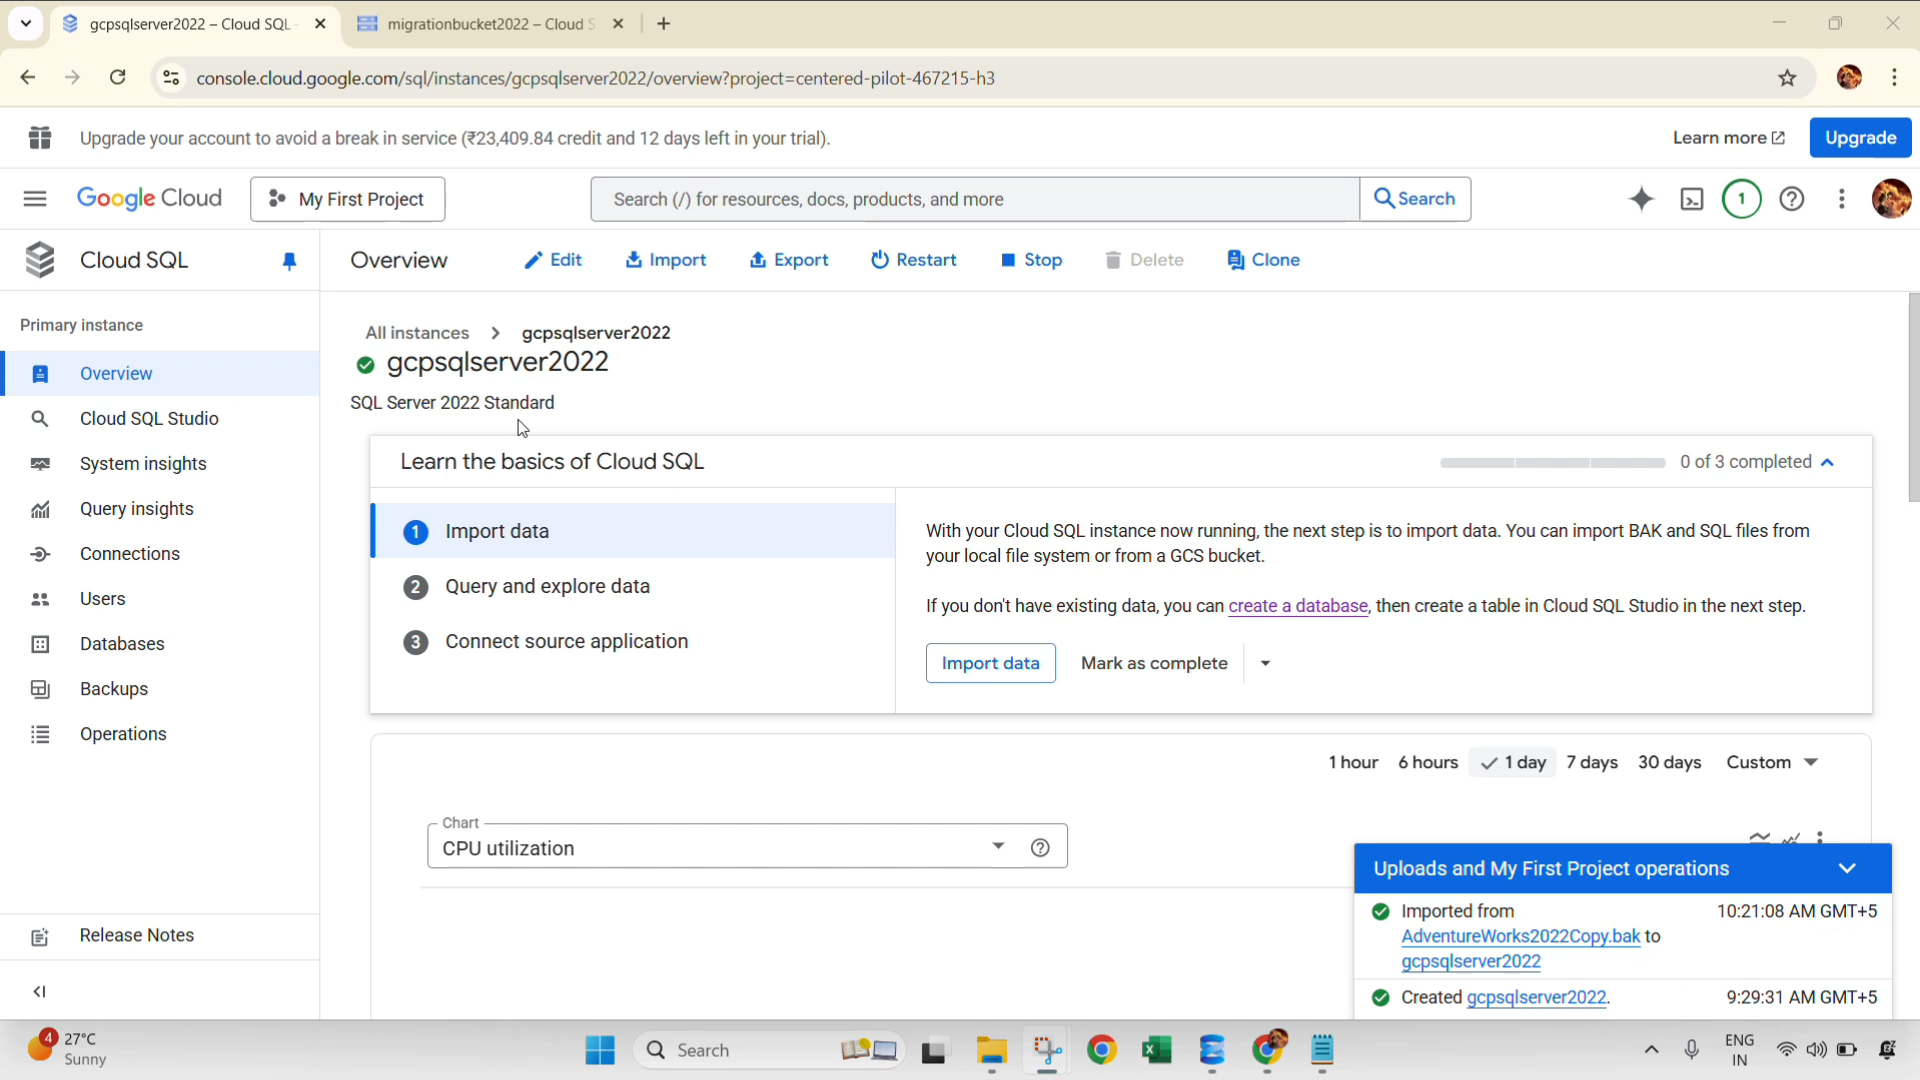 gcpsqlserver2022 – Cloud SQL
migrationbucket2022 – Cloud S
console.cloud.google.com/sql/instances/gcpsqlserver2022/overview?project=centered-pilot-467215-h3
Upgrade your account to avoid a break in service (₹23,409.84 credit and 12 days left in your trial).
Learn more
Upgrade
Google Cloud
My First Project
Search (/) for resources, docs, products, and more
Search
1
Cloud SQL
Overview
Edit
Import
Export
Restart
Stop
Delete
Clone
Primary instance
Overview
Cloud SQL Studio
System insights
Query insights
Connections
Users
Databases
Backups
Operations
Release Notes
All instances > gcpsqlserver2022
gcpsqlserver2022
SQL Server 2022 Standard
Learn the basics of Cloud SQL
0 of 3 completed
1 Import data
2 Query and explore data
3 Connect source application
With your Cloud SQL instance now running, the next step is to import data. You can import BAK and SQL files from
your local file system or from a GCS bucket.
If you don't have existing data, you can create a database, then create a table in Cloud SQL Studio in the next step.
Import data
Mark as complete
1 hour
6 hours
1 day
7 days
30 days
Custom
Chart
CPU utilization
Uploads and My First Project operations
Imported from 10:21:08 AM GMT+5
AdventureWorks2022Copy.bak to
gcpsqlserver2022
Created gcpsqlserver2022. 9:29:31 AM GMT+5
4
27°C
Sunny
Search
ENG
IN